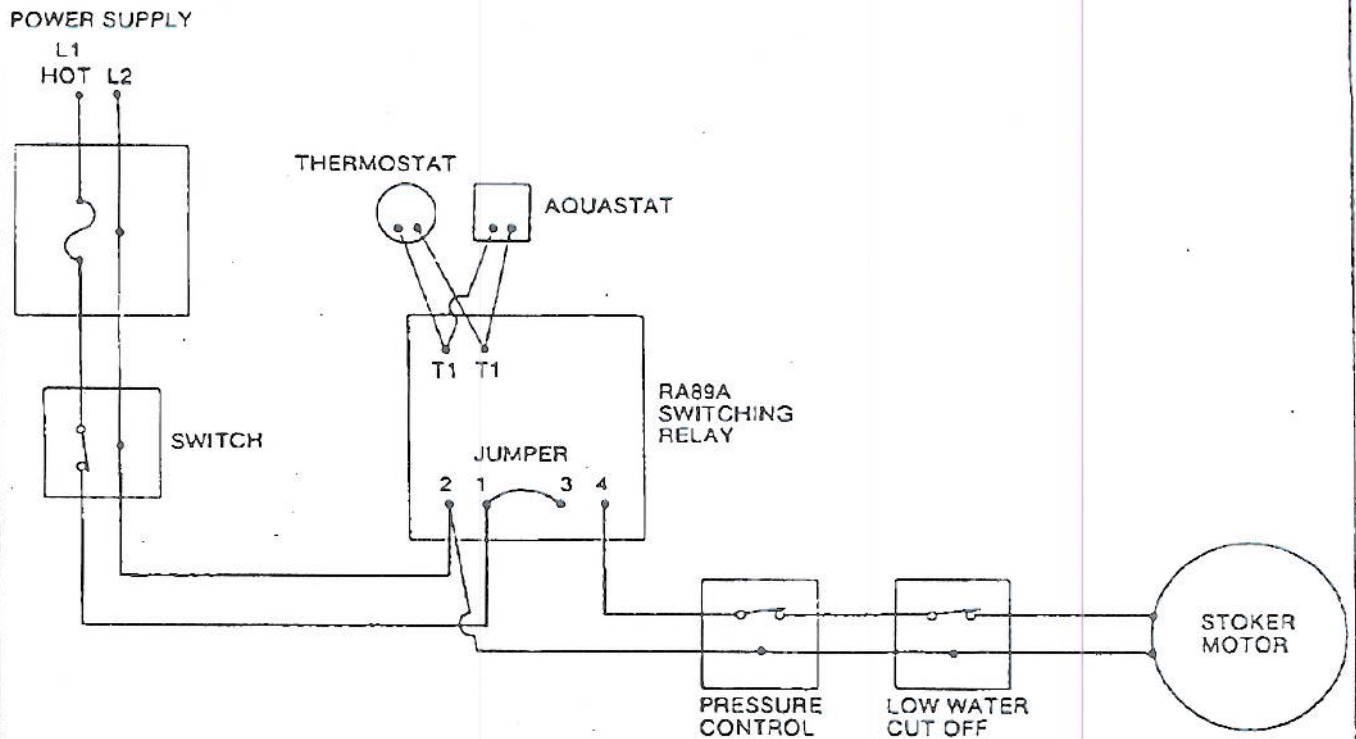 POWER SUPPLY
L1
HOT L2
THERMOSTAT
AQUASTAT
T1 T1
RA89A
SWITCHING
RELAY
SWITCH
JUMPER
2 1 3 4
STOKER
MOTOR
PRESSURE
CONTROL
LOW WATER
CUT OFF